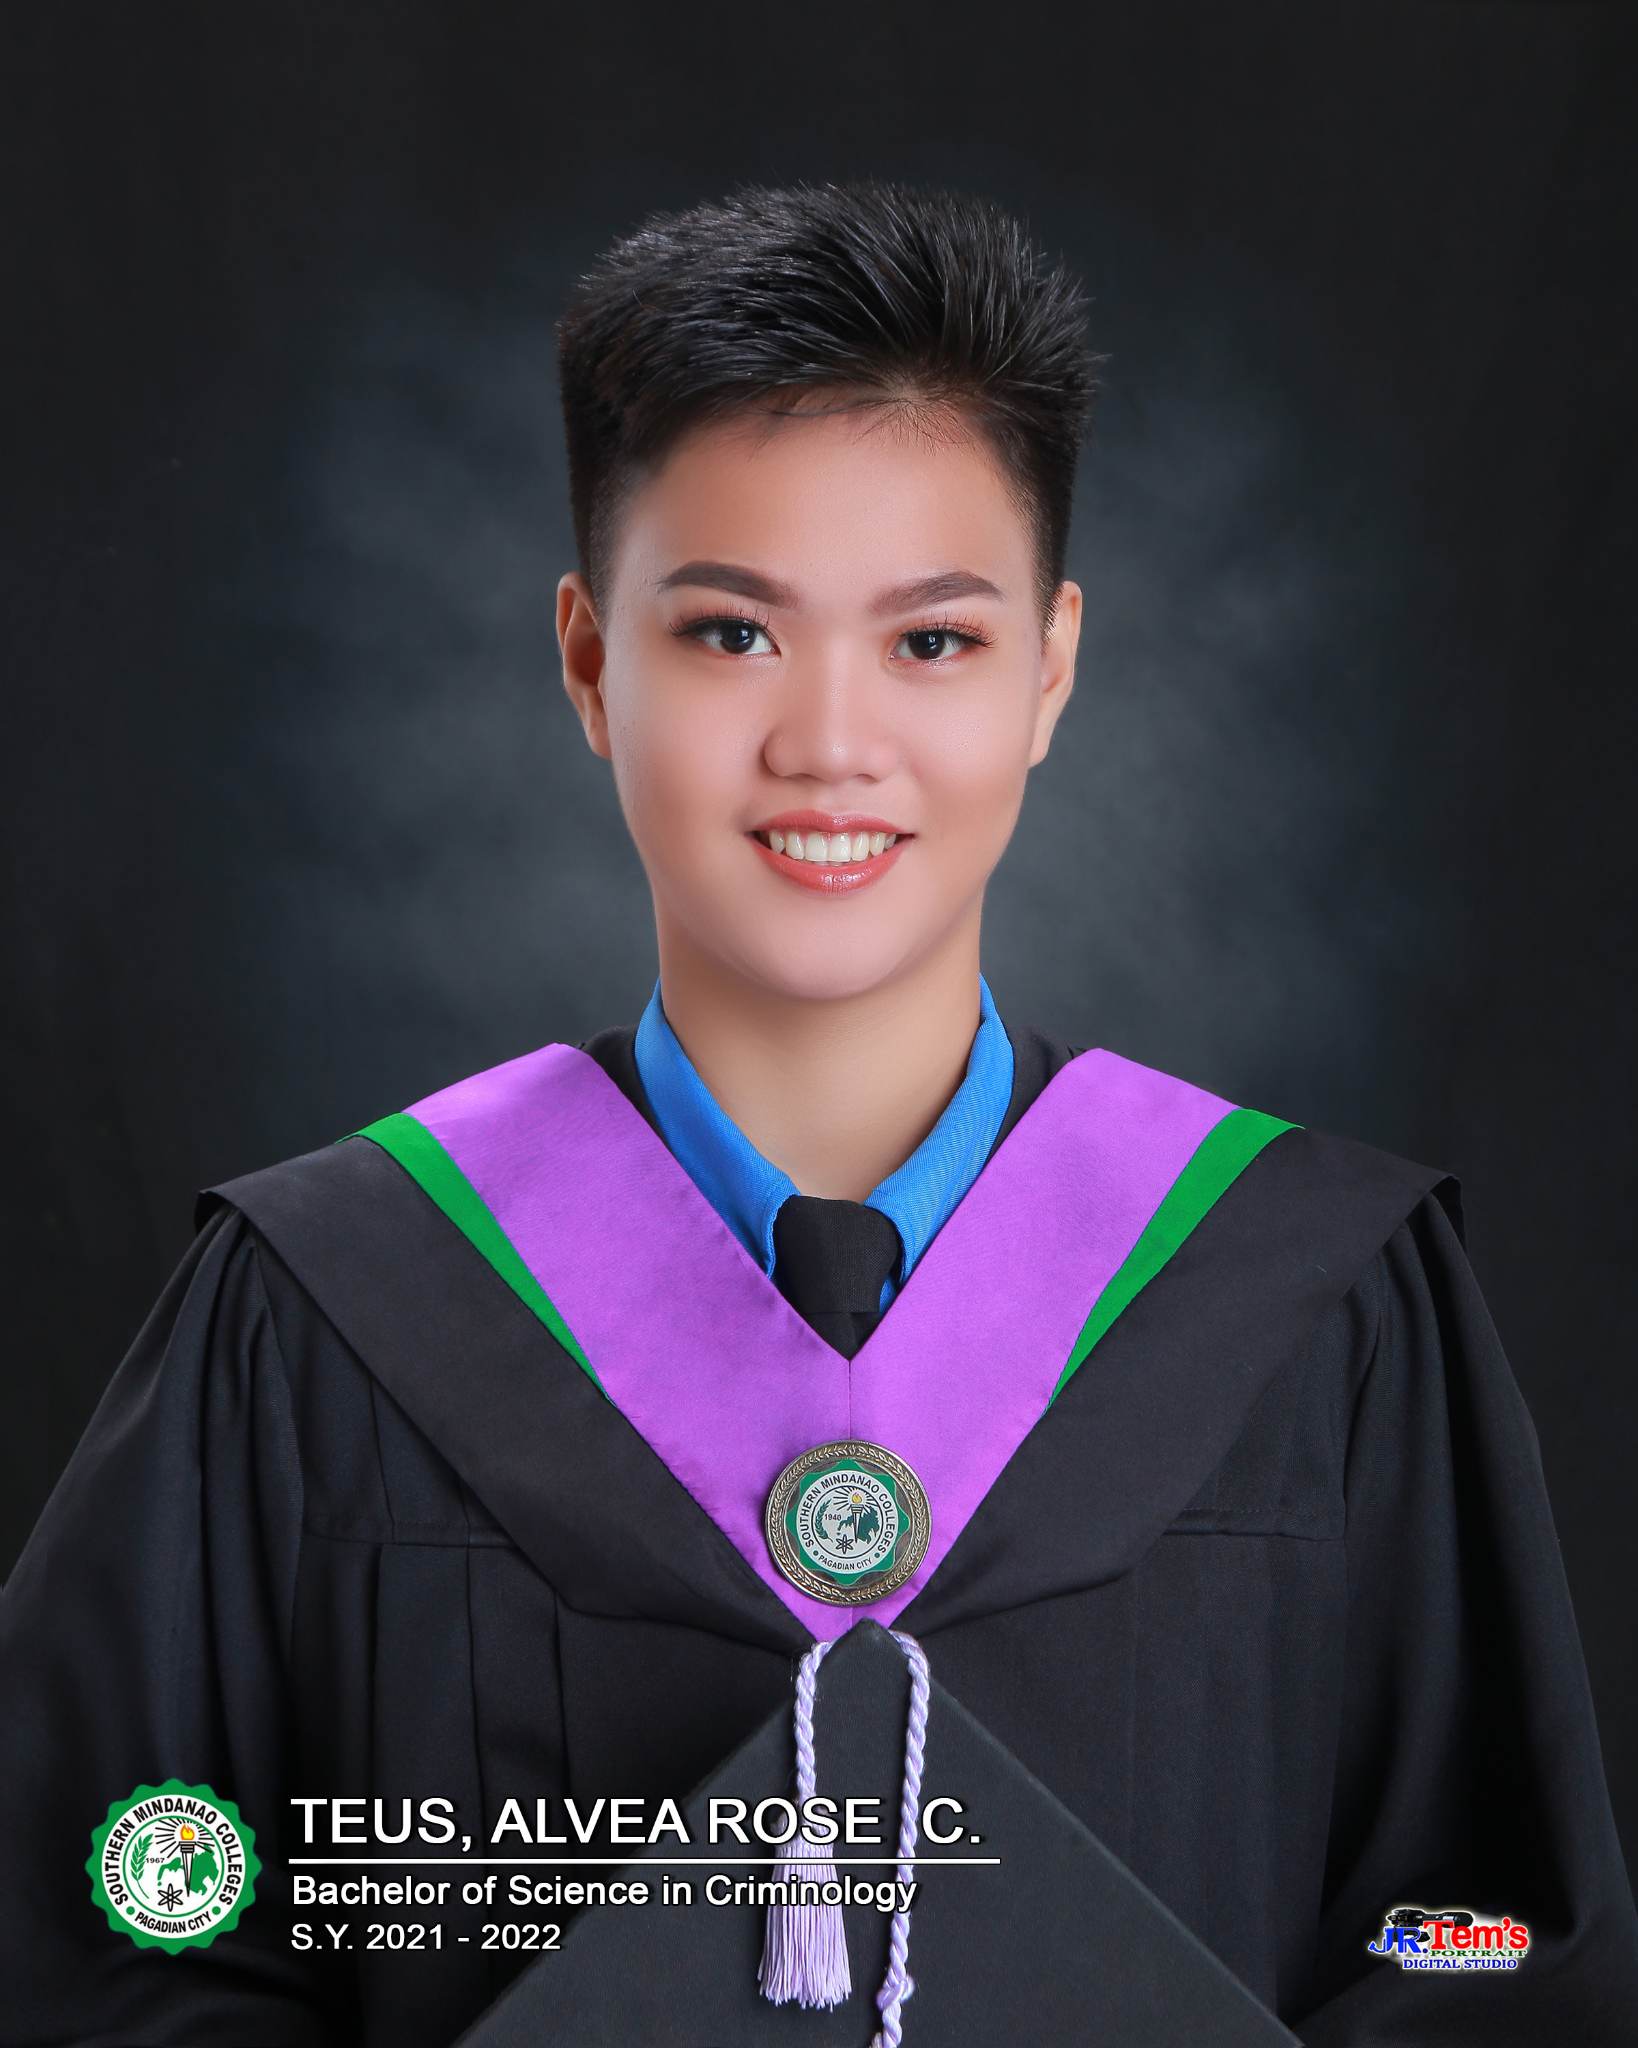 SOUTHERN MINDANAO COLLEGES
1940
PAGADIAN CITY
SOUTHERN MINDANAO COLLEGES
1967
PAGADIAN CITY
TEUS, ALVEA ROSE C.
Bachelor of Science in Criminology
S.Y. 2021 - 2022
JR.Tem's
PORTRAIT
DIGITAL STUDIO